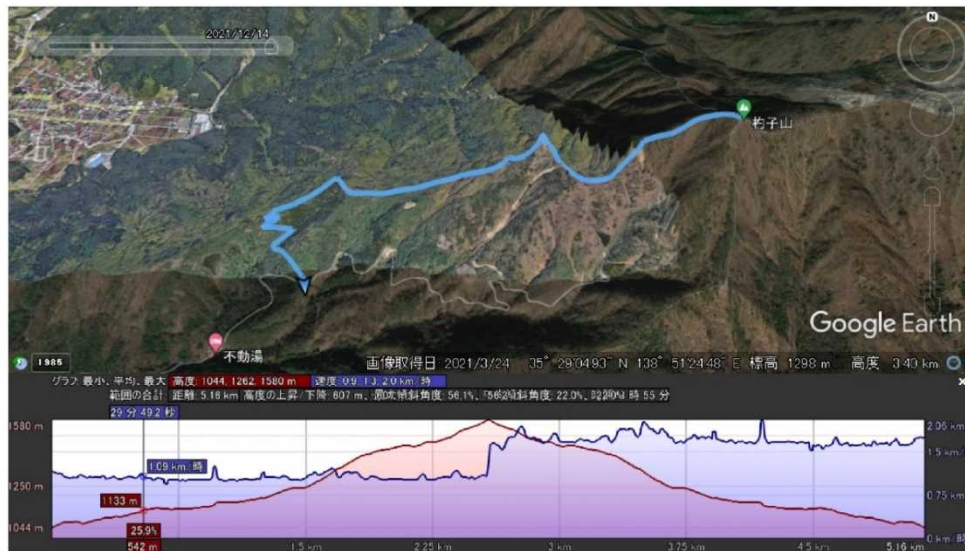 2021/12/14
N
杓子山
不動湯
Google Earth
1985
画像取得日 2021/3/24 35°29'04.93" N 138°51'24.48" E 標高 1298 m 高度 3.40 km
グラフ: 最小、平均、最大 高度: 1044, 1262, 1580 m 速度: 0.9, 1.3, 2.0 km/時
範囲の合計: 距離: 5.16 km 高度の上昇/下降: 607 m、
29 分 49.2 秒
1580 m
2.06 km
1.09 km/時
1.5 km
1250 m
1133 m
0.75 km
1044 m
25.9%
0 km/時
542 m
1.5 km
2.25 km
3 km
3.75 km
4.5 km
5.16 km